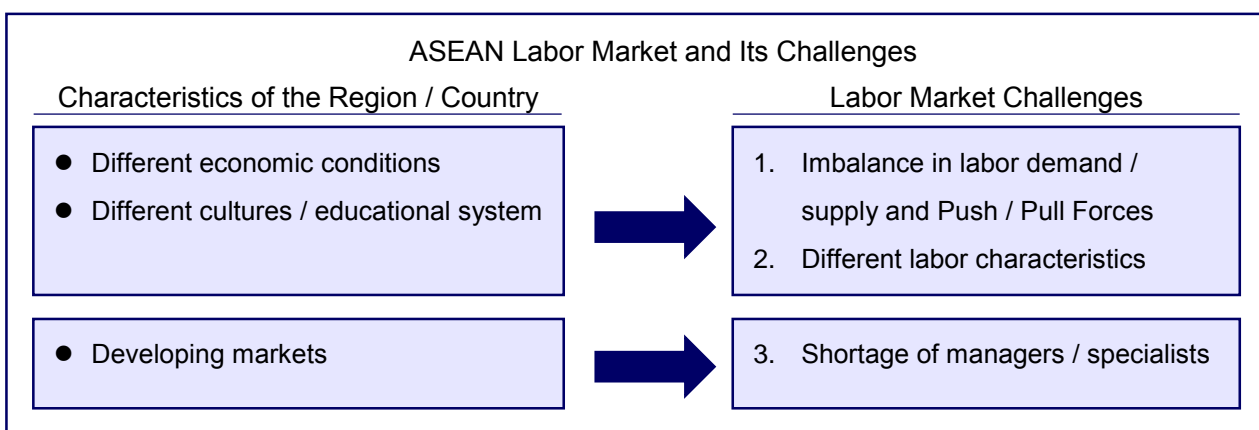 ASEAN Labor Market and Its Challenges
Characteristics of the Region / Country
● Different economic conditions
● Different cultures / educational system
● Developing markets
Labor Market Challenges
1. Imbalance in labor demand /
supply and Push / Pull Forces
2. Different labor characteristics
3. Shortage of managers / specialists